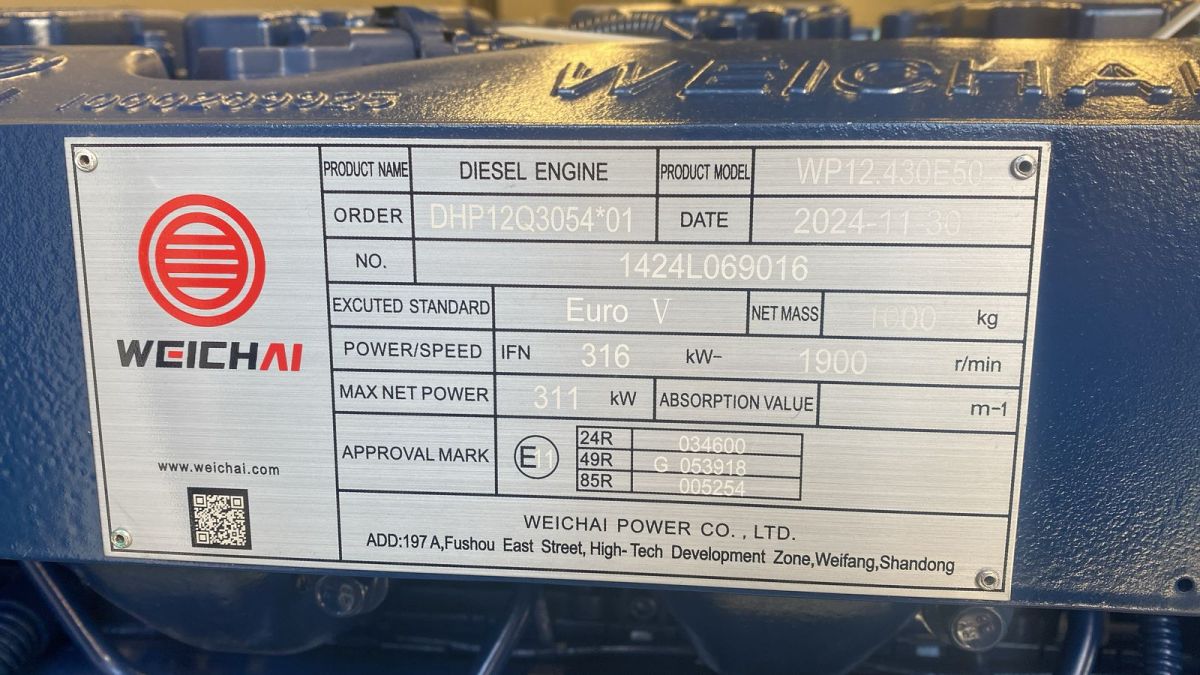 1000209925
WEICHAI
PRODUCT NAME DIESEL ENGINE PRODUCT MODEL WP12.430E50
ORDER DHP12Q3054*01 DATE 2024-11-30
NO. 1424L069016
EXCUTED STANDARD Euro V NET MASS 1000 kg
POWER/SPEED IFN 316 kW- 1900 r/min
MAX NET POWER 311 kW ABSORPTION VALUE m-1
APPROVAL MARK E11
24R 034600
49R G 053918
85R 005254
WEICHAI
www.weichai.com
WEICHAI POWER CO., LTD.
ADD:197 A,Fushou East Street, High-Tech Development Zone,Weifang,Shandong